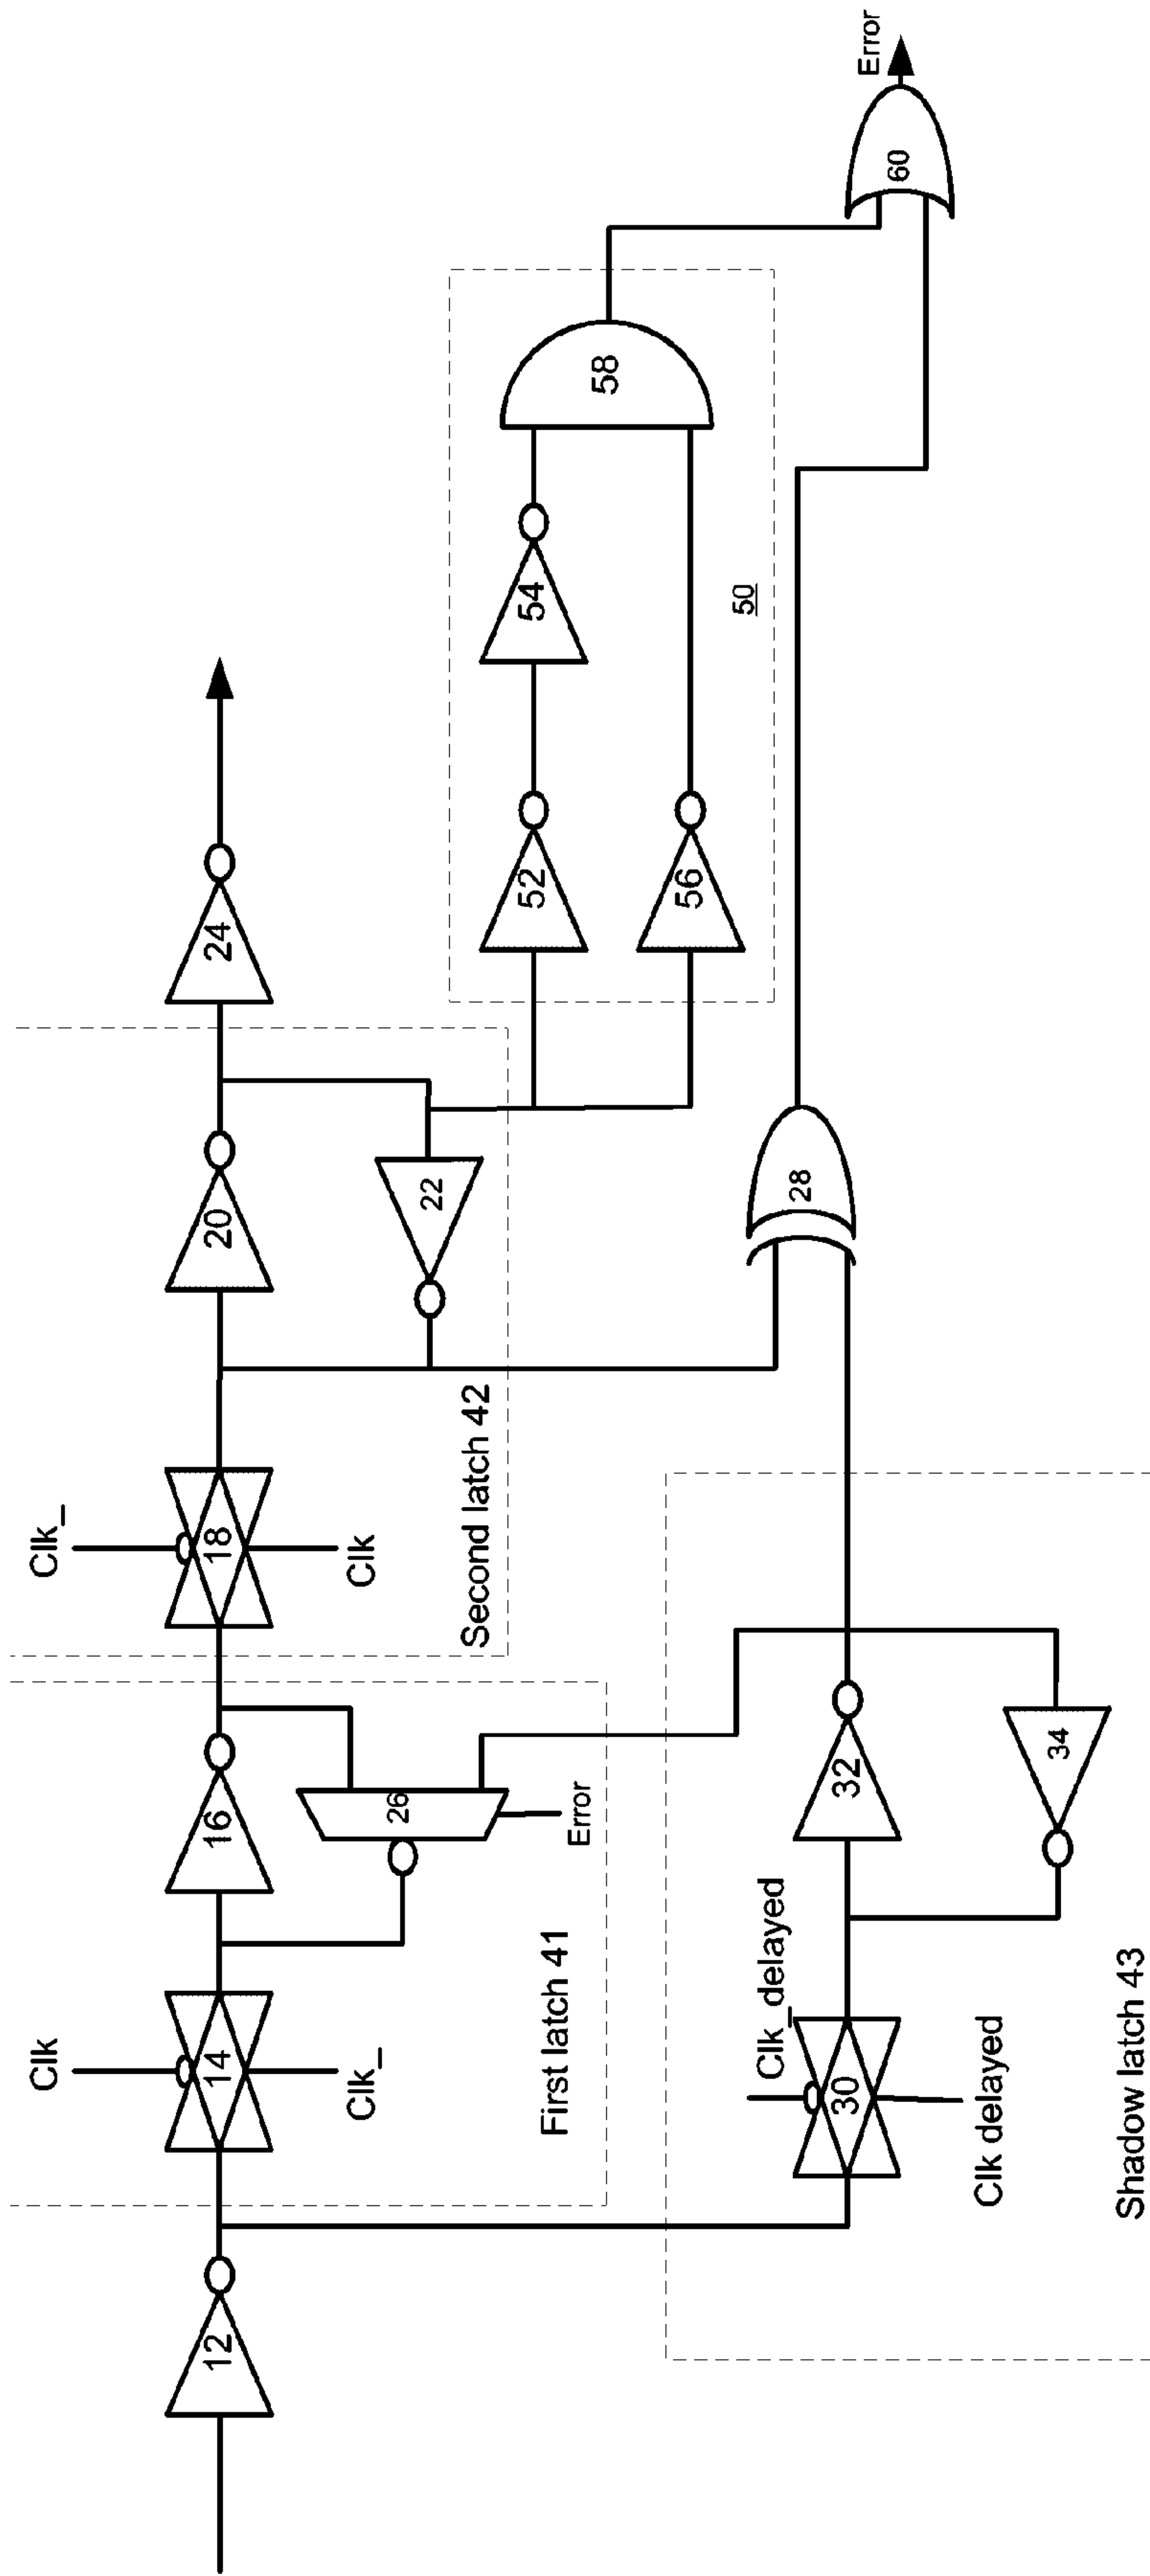 12
Clk
14
Clk_
16
26
Error
First latch 41
Clk_
18
Clk
20
22
Second latch 42
24
52
54
56
58
50
Clk_delayed
30
Clk delayed
32
34
Shadow latch 43
28
60
Error